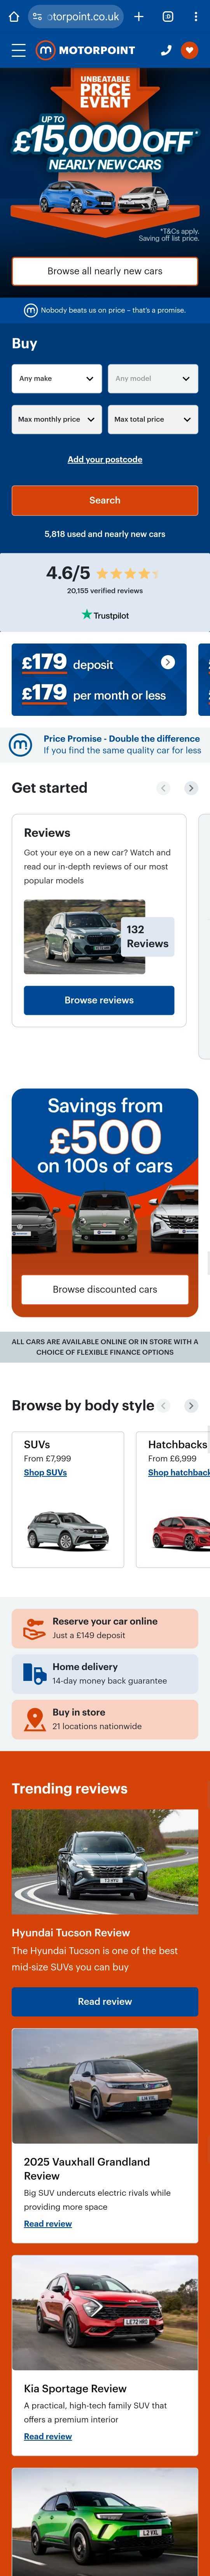 otorpoint.co.uk
:D
MOTORPOINT
UNBEATABLE
PRICE
EVENT
UP TO
£15,000 OFF*
NEARLY NEW CARS
*T&Cs apply.
Saving off list price.
Browse all nearly new cars
Nobody beats us on price – that's a promise.
Buy
Any make
Any model
Max monthly price
Max total price
Add your postcode
Search
5,818 used and nearly new cars
4.6/5
20,155 verified reviews
Trustpilot
£179 deposit
£179 per month or less
Price Promise - Double the difference
If you find the same quality car for less
Get started
Reviews
Got your eye on a new car? Watch and
read our in-depth reviews of our most
popular models
132
Reviews
Browse reviews
Savings from
£500
on 100s of cars
Browse discounted cars
ALL CARS ARE AVAILABLE ONLINE OR IN STORE WITH A
CHOICE OF FLEXIBLE FINANCE OPTIONS
Browse by body style
SUVs
From £7,999
Shop SUVs
Hatchbacks
From £6,999
Shop hatchback
Reserve your car online
Just a £149 deposit
Home delivery
14-day money back guarantee
Buy in store
21 locations nationwide
Trending reviews
Hyundai Tucson Review
The Hyundai Tucson is one of the best
mid-size SUVs you can buy
Read review
2025 Vauxhall Grandland
Review
Big SUV undercuts electric rivals while
providing more space
Read review
LE72 HRO
Kia Sportage Review
A practical, high-tech family SUV that
offers a premium interior
Read review